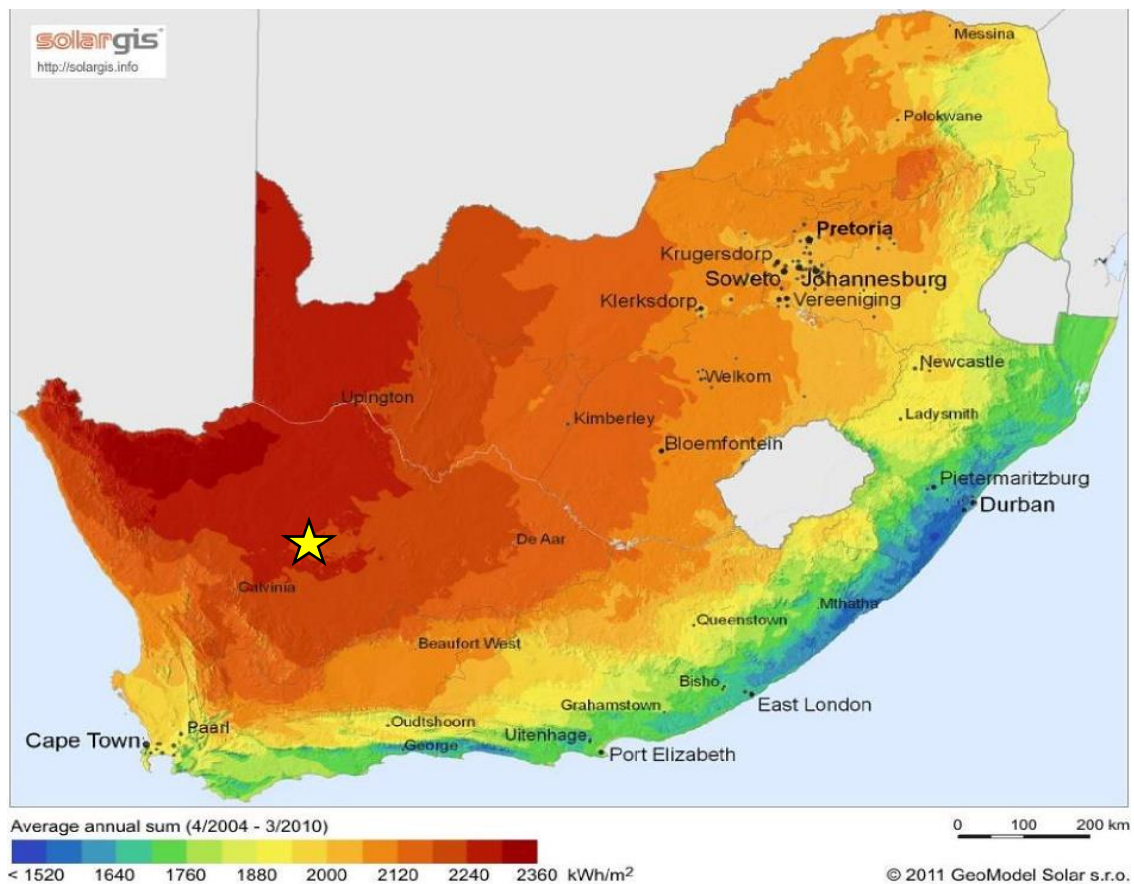 solargis
http://solargis.info
Messina
Polokwane
Pretoria
Krugersdorp
Soweto Johannesburg
Klerksdorp Vereeniging
Newcastle
Welkom
Upington
Kimberley
Ladysmith
Bloemfontein
Pietermaritzburg
Durban
De Aar
Calvinia
Mthatha
Queenstown
Beaufort West
Bisho
Grahamstown East London
Oudtshoorn
Paarl
Uitenhage
Cape Town George
Port Elizabeth
Average annual sum (4/2004 - 3/2010)
0 100 200 km
< 1520 1640 1760 1880 2000 2120 2240 2360 kWh/m²
© 2011 GeoModel Solar s.r.o.